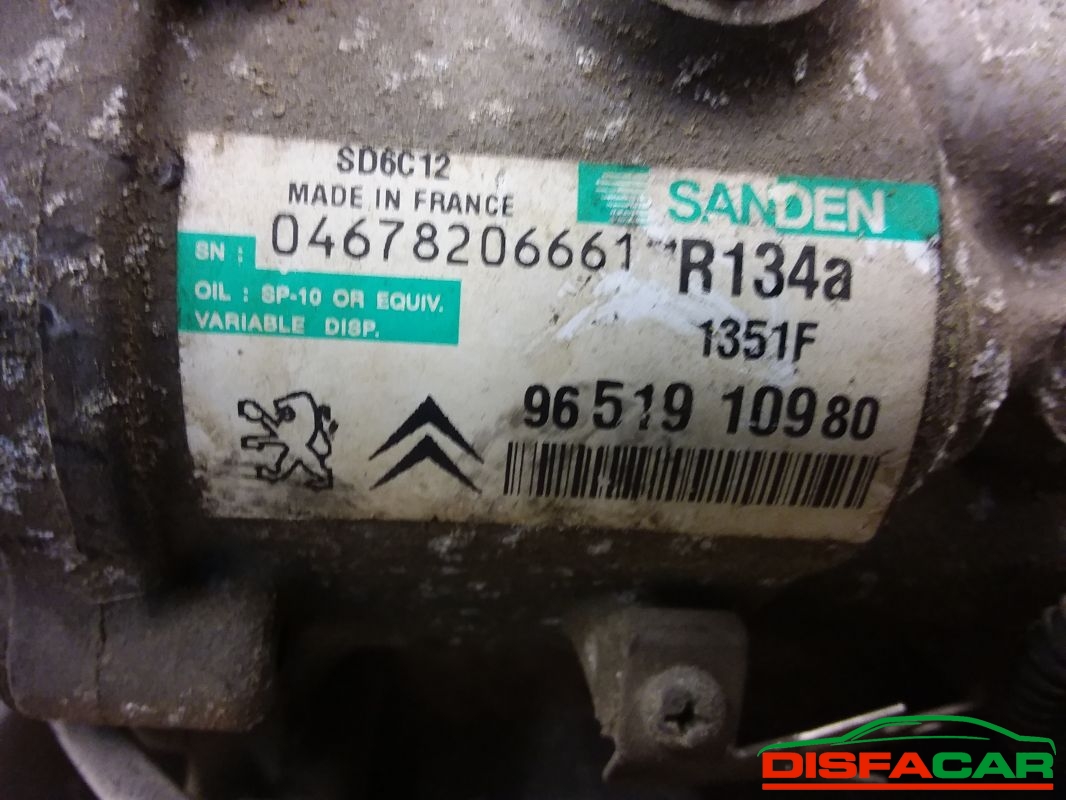 SD6C12
MADE IN FRANCE
SN : 04678206661
OIL : SP-10 OR EQUIV.
VARIABLE DISP.
SANDEN
R134a
1351F
96 519 109 80
DISFACAR